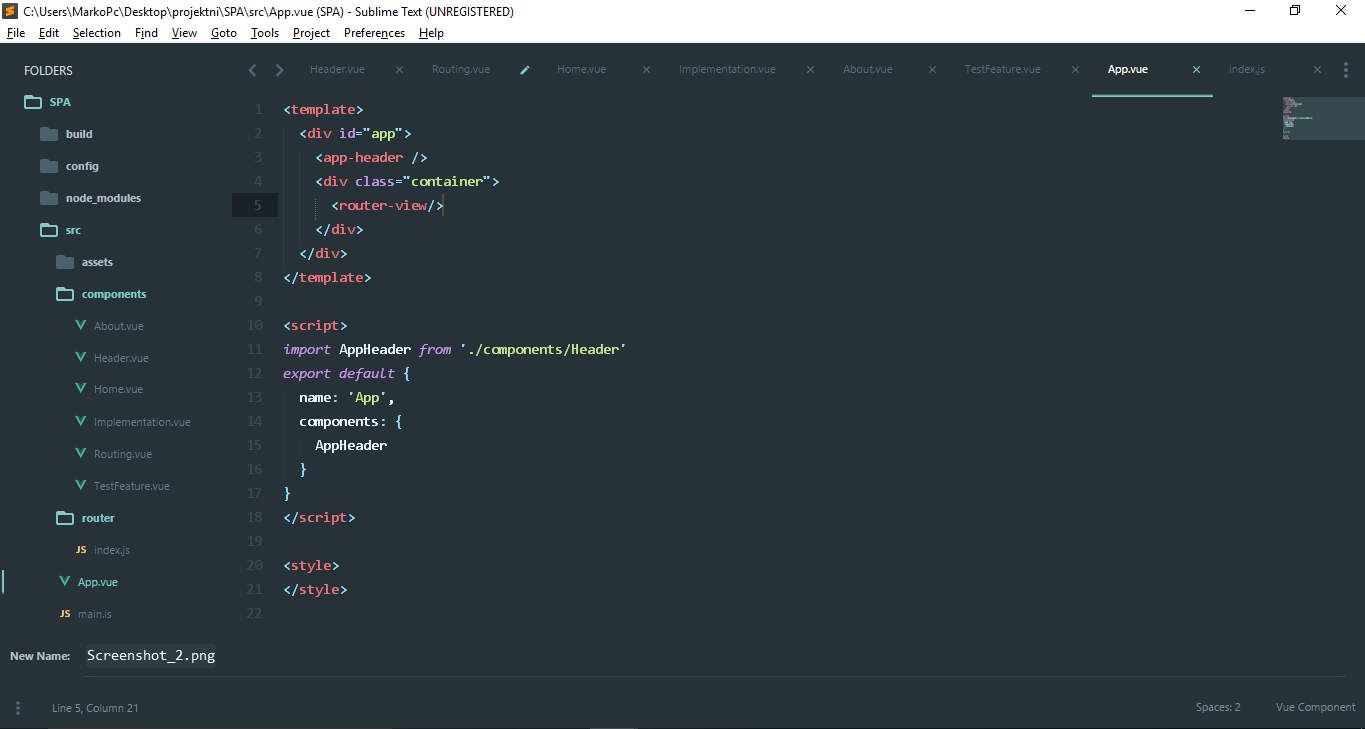 C:\Users\MarkoPc\Desktop\projektni\SPA\src\App.vue (SPA) - Sublime Text (UNREGISTERED)
File Edit Selection Find View Goto Tools Project Preferences Help
FOLDERS
SPA
build
config
node_modules
src
assets
components
About.vue
Header.vue
Home.vue
Implementation.vue
Routing.vue
TestFeature.vue
router
JS index.js
App.vue
JS main.js
Header.vue Routing.vue Home.vue Implementation.vue About.vue TestFeature.vue App.vue index.js
1 <template>
2   <div id="app">
3     <app-header />
4     <div class="container">
5       <router-view/>
6     </div>
7   </div>
8 </template>
9
10 <script>
11 import AppHeader from './components/Header'
12 export default {
13   name: 'App',
14   components: {
15     AppHeader
16   }
17 }
18 </script>
19
20 <style>
21 </style>
22
New Name: Screenshot_2.png
Line 5, Column 21
Spaces: 2 Vue Component